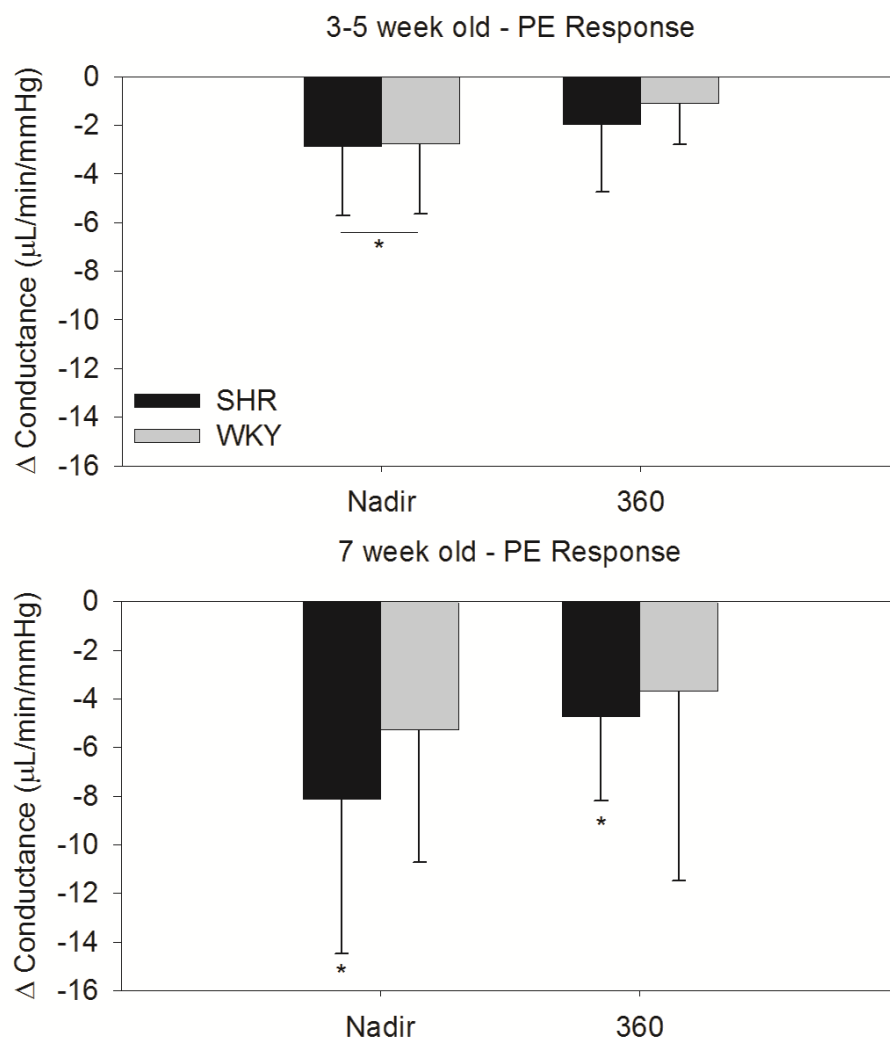 3-5 week old - PE Response
Δ Conductance (μL/min/mmHg)
0
-2
-4
-6
-8
-10
-12
-14
-16
*
SHR
WKY
Nadir 360
7 week old - PE Response
Δ Conductance (μL/min/mmHg)
0
-2
-4
-6
-8
-10
-12
-14
-16
*
*
Nadir 360